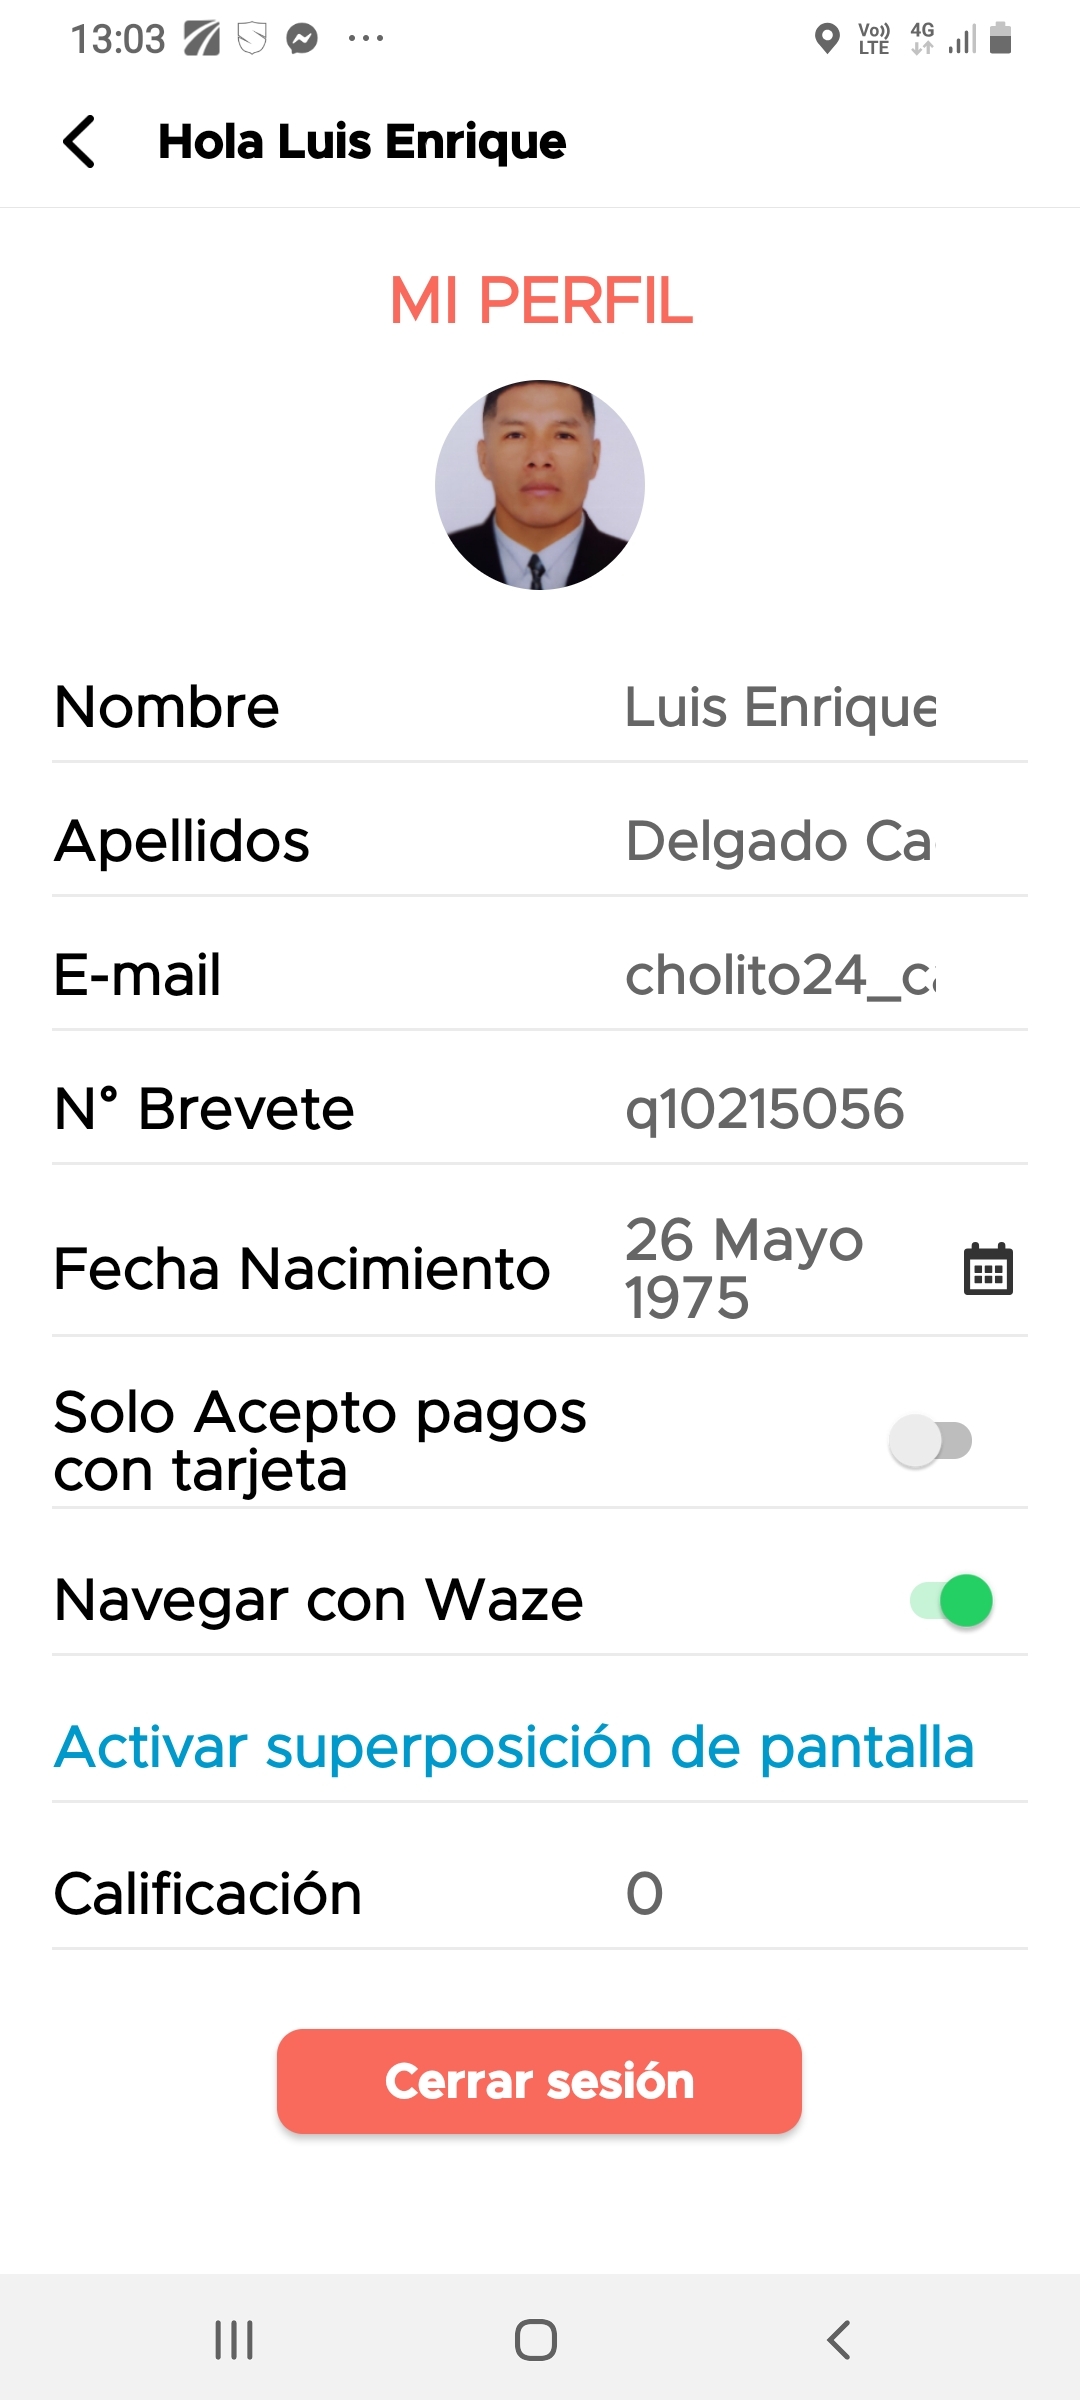 13:03
Vo)) LTE 4G
Hola Luis Enrique
MI PERFIL
Nombre Luis Enrique
Apellidos Delgado Ca
E-mail cholito24_c
N° Brevete q10215056
Fecha Nacimiento 26 Mayo
1975
Solo Acepto pagos
con tarjeta
Navegar con Waze
Activar superposición de pantalla
Calificación 0
Cerrar sesión